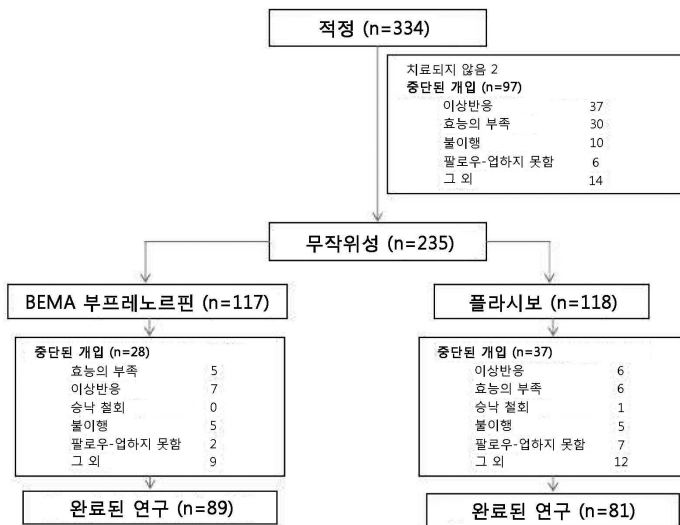 적정 (n=334)
치료되지 않음 2
중단된 개입 (n=97)
이상반응 37
효능의 부족 30
불이행 10
팔로우-업하지 못함 6
그 외 14
무작위성 (n=235)
BEMA 부프레노르핀 (n=117)
중단된 개입 (n=28)
효능의 부족 5
이상반응 7
승낙 철회 0
불이행 5
팔로우-업하지 못함 2
그 외 9
완료된 연구 (n=89)
플라시보 (n=118)
중단된 개입 (n=37)
이상반응 6
효능의 부족 6
승낙 철회 1
불이행 5
팔로우-업하지 못함 7
그 외 12
완료된 연구 (n=81)